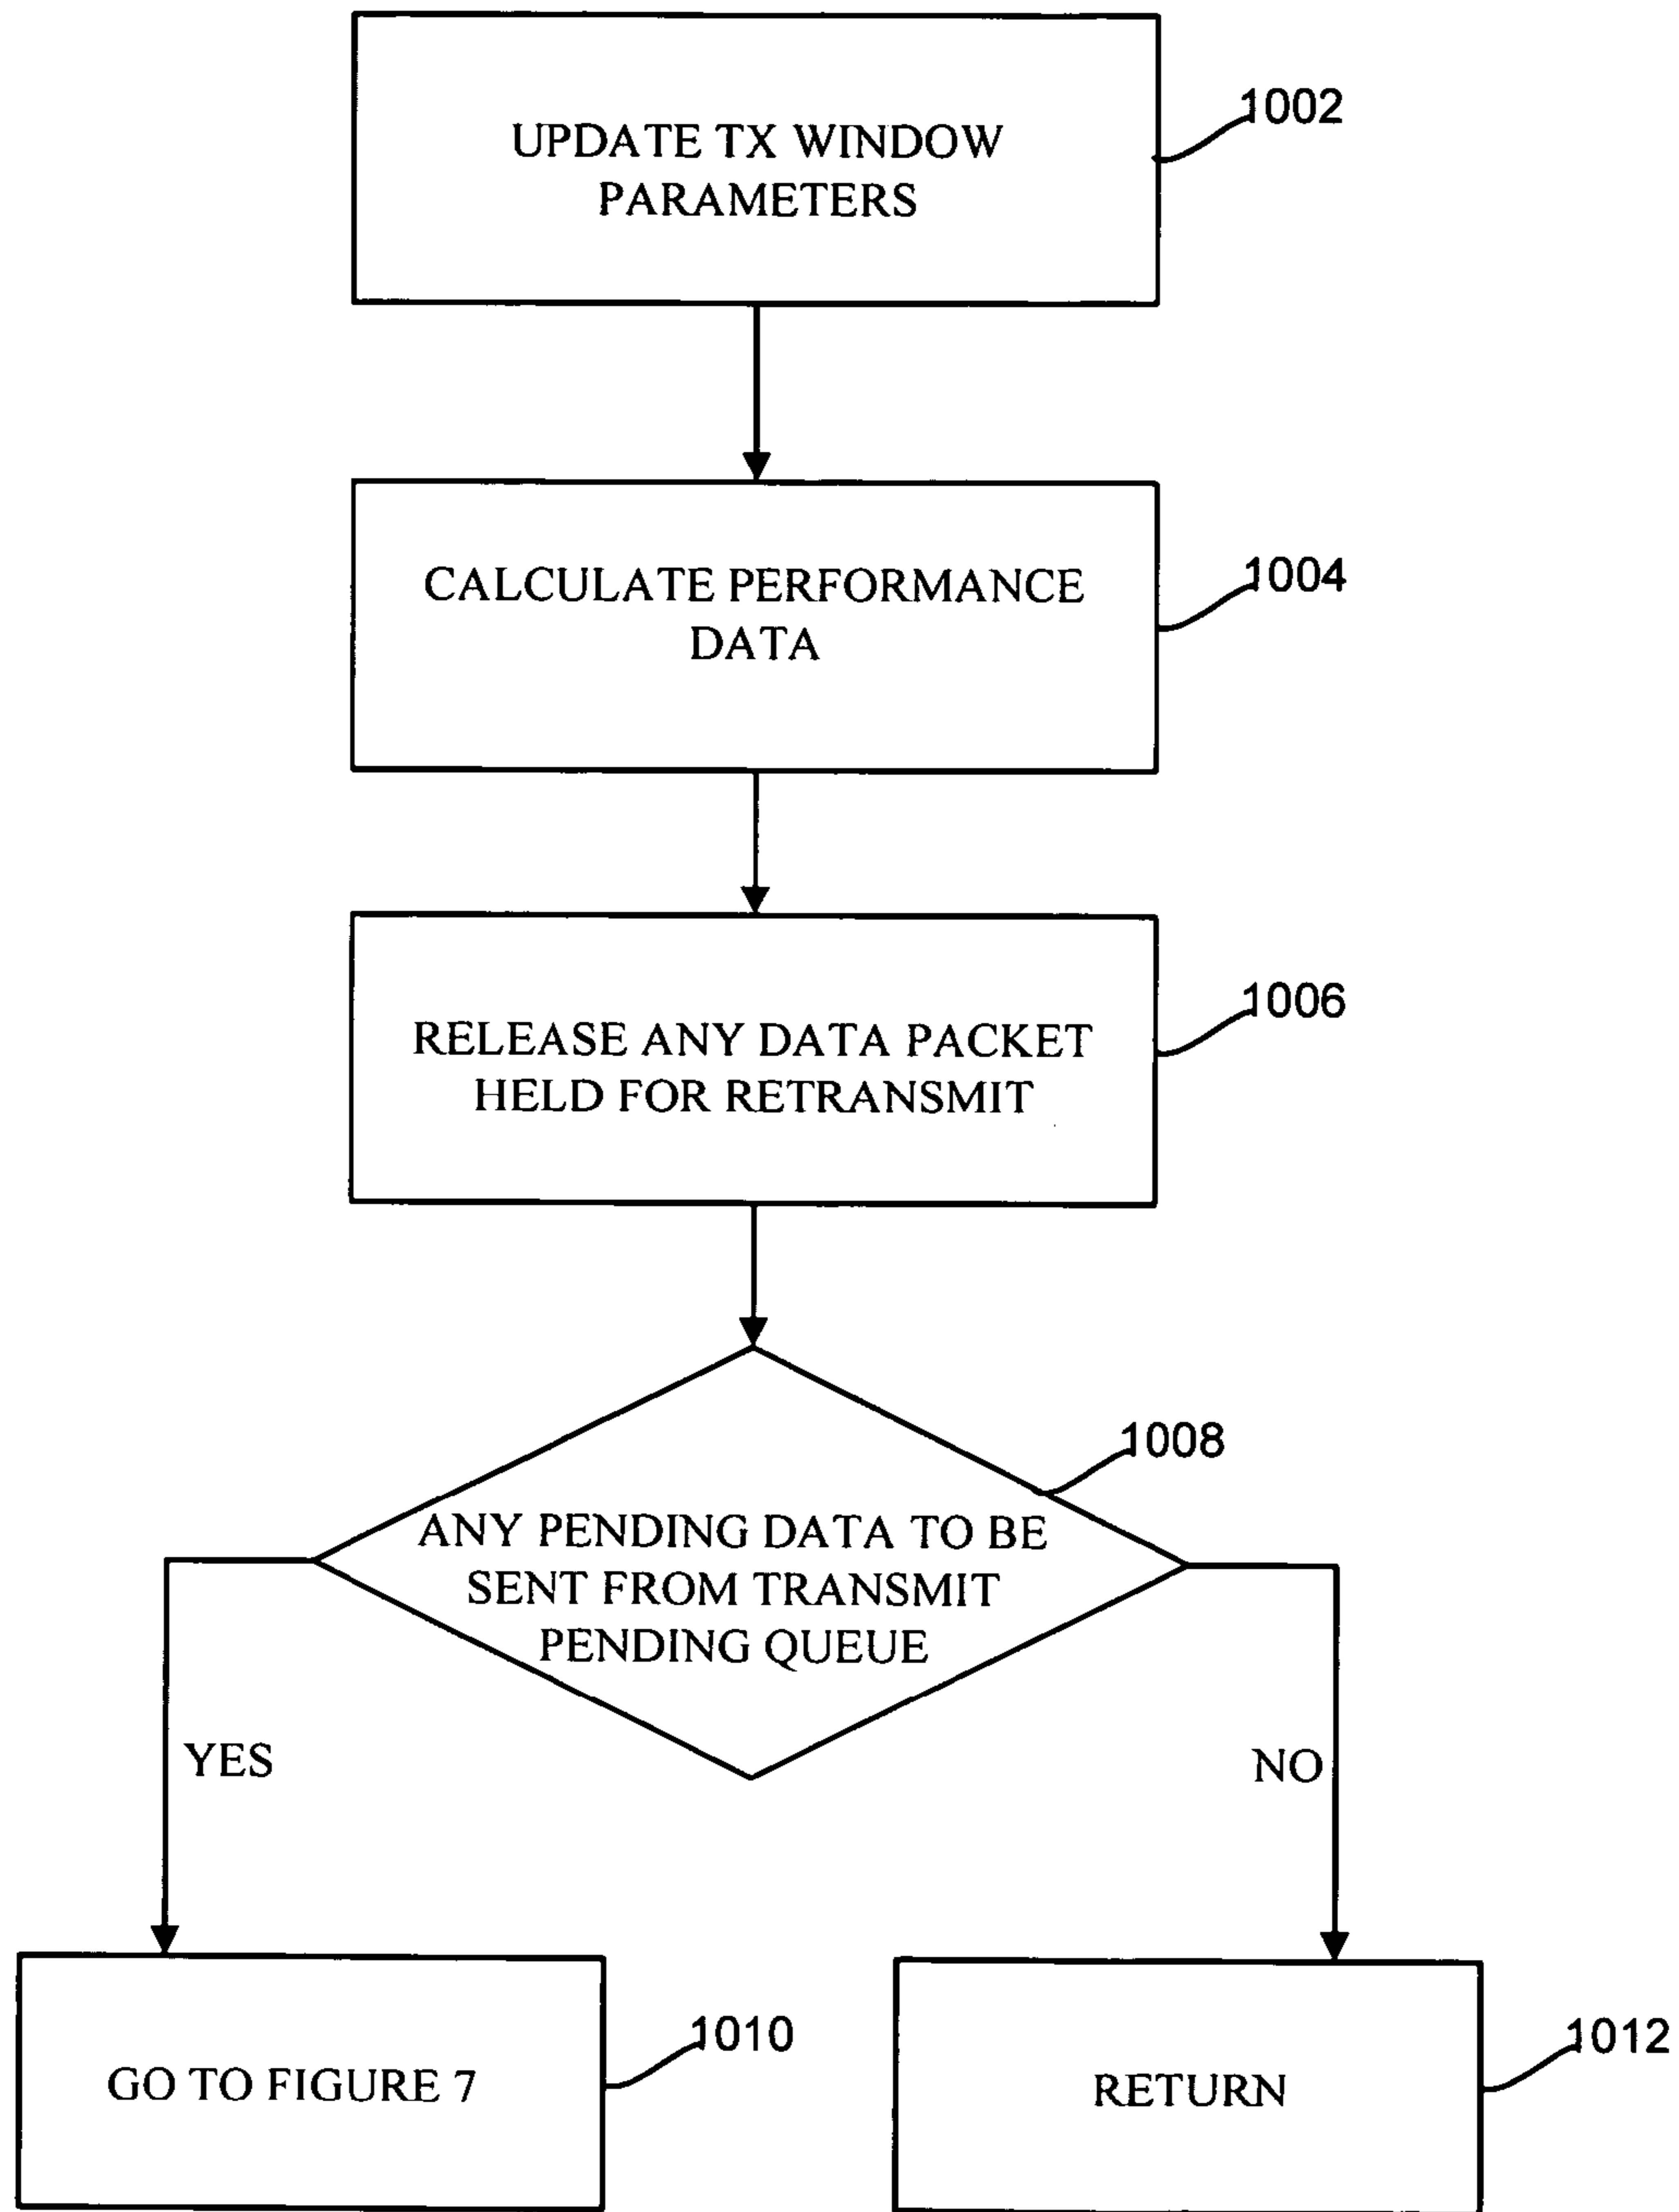 1002
UPDATE TX WINDOW
PARAMETERS
1004
CALCULATE PERFORMANCE
DATA
1006
RELEASE ANY DATA PACKET
HELD FOR RETRANSMIT
1008
ANY PENDING DATA TO BE
SENT FROM TRANSMIT
PENDING QUEUE
YES
NO
1010
GO TO FIGURE 7
1012
RETURN